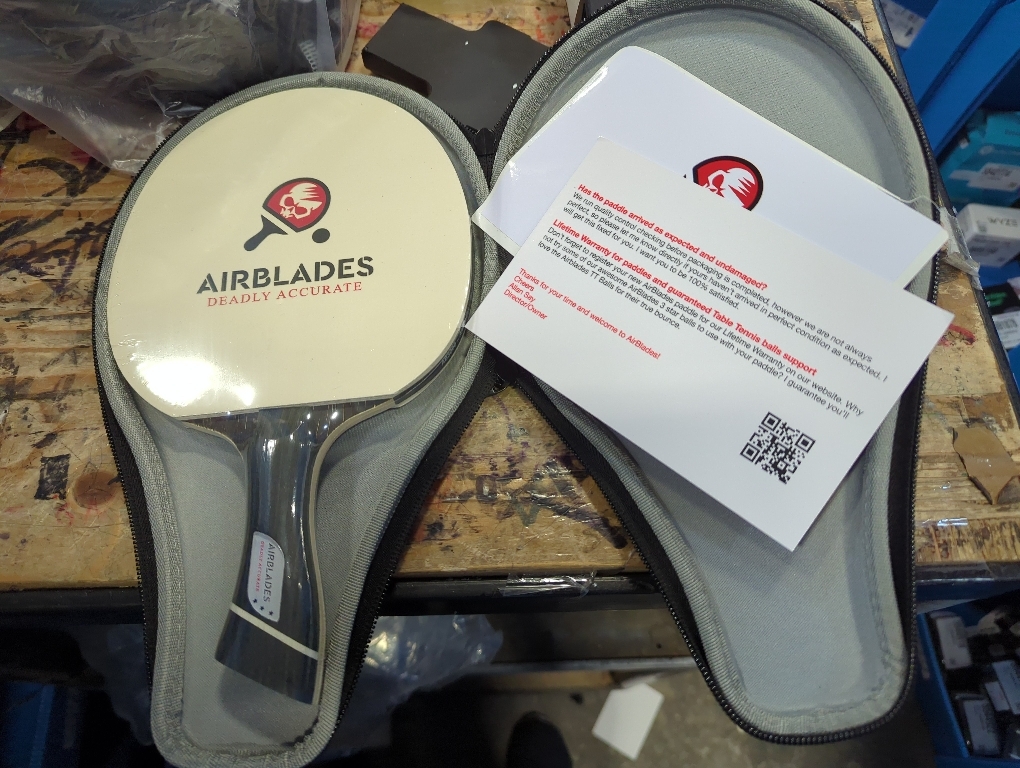 AIRBLADES
DEADLY ACCURATE
AIRBLADES
DEADLY ACCURATE
Has the paddle arrived as expected and undamaged?
We run quality control checking before packaging is completed, however we are not always
perfect, so please let me know directly if yours haven't arrived in perfect condition as expected. I
will get this fixed for you. I want you to be 100% satisfied.
Lifetime Warranty for paddles and guaranteed Table Tennis balls support
Don't forget to register your new AirBlades paddle for our Lifetime Warranty on our website. Why
not try some of our awesome AirBlades 3 star balls to use with your paddle? I guarantee you'll
love the Airblades TT Balls for their true bounce.
Thanks for your time and welcome to AirBlades!
Cheers
Allan Say
Director/Owner